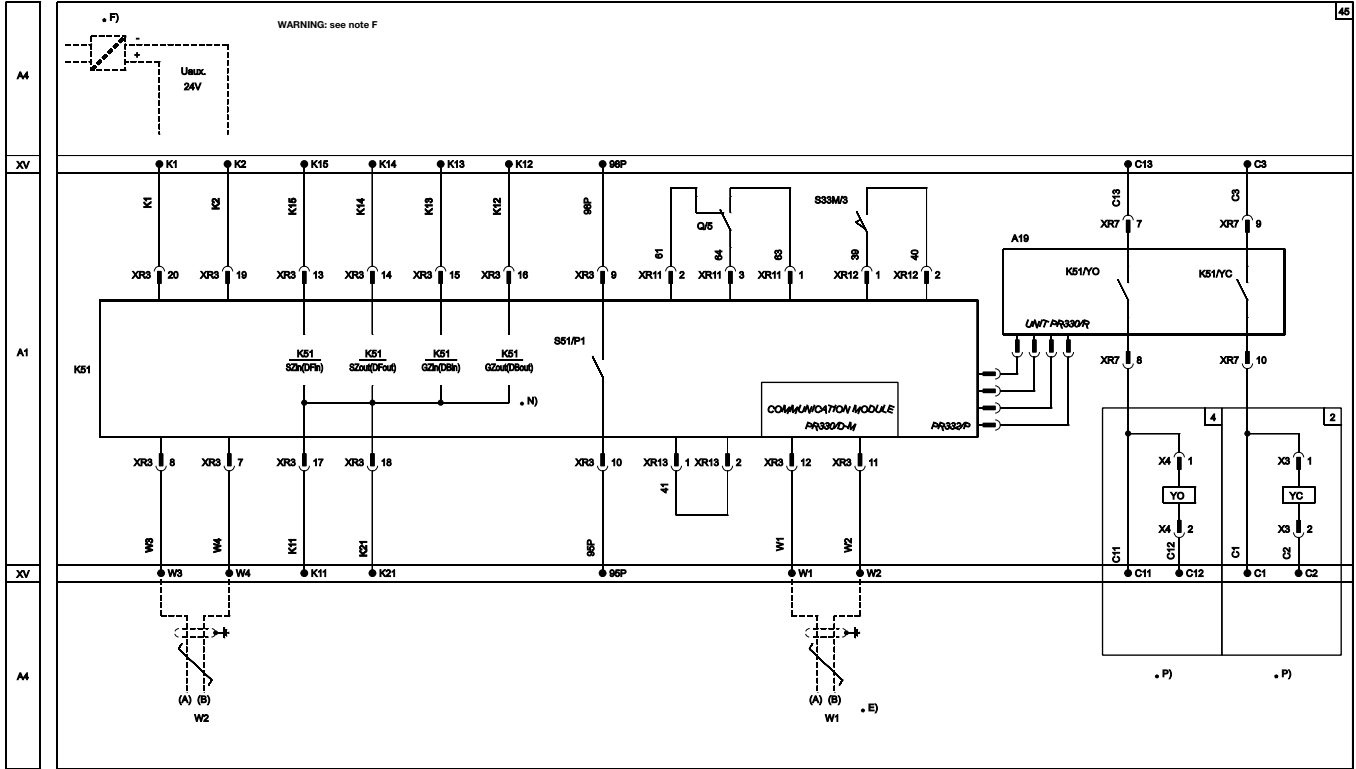 . F)
WARNING: see note F
45
-
+
A4
Uaux.
24V
XV
K1
K2
K15
K14
K13
K12
98P
C13
C3
K1
K2
K15
K14
K13
K12
98P
S33M/3
C13
C3
Q/5
XR7 7
XR7 9
61
64
63
39
40
A19
XR3 20
XR3 19
XR3 13
XR3 14
XR3 15
XR3 16
XR3 9
XR11 2
XR11 3
XR11 1
XR12 1
XR12 2
K51/YO
K51/YC
UNIT PR330/R
A1
K51
K51
SZin(DFin)
K51
SZout(DFout)
K51
GZin(DBin)
K51
GZout(DBout)
S51/P1
XR7 8
XR7 10
. N)
COMMUNICATION MODULE
PR330/D-M
PR332/P
4
2
XR3 8
XR3 7
XR3 17
XR3 18
XR3 10
XR13 1
XR13 2
XR3 12
XR3 11
X4 1
X3 1
41
YO
YC
X4 2
X3 2
W3
W4
K11
K21
95P
W1
W2
C11
C12
C1
C2
XV
W3
W4
K11
K21
95P
W1
W2
C11
C12
C1
C2
A4
. P)
. P)
(A) (B)
W2
(A) (B)
W1
. E)